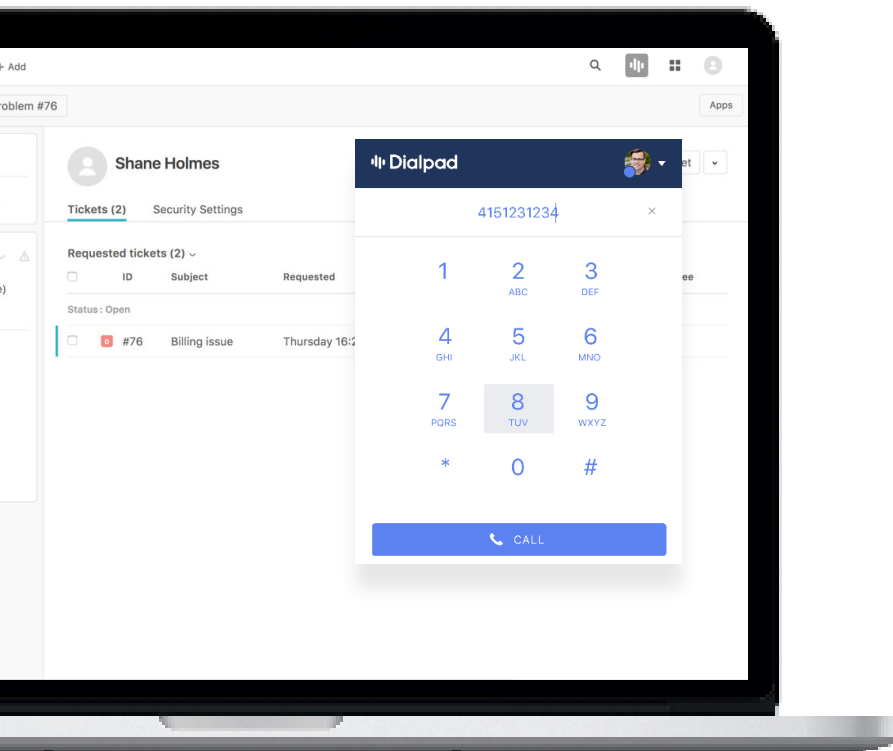 + Add
roblem #76
Apps
Shane Holmes
et
Tickets (2) Security Settings
Requested tickets (2)
ID Subject Requested
ee
Status : Open
#76 Billing issue Thursday 16:2
e)
Dialpad
4151231234 ×
1
2 ABC
3 DEF
4 GHI
5 JKL
6 MNO
7 PQRS
8 TUV
9 WXYZ
*
0
#
CALL